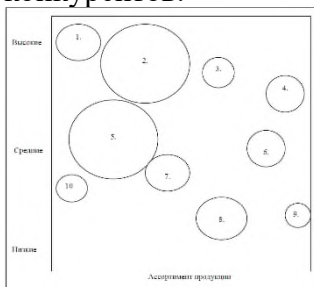 конкурентов.
Высокие
1.
2.
3.
4.
Средние
5.
6.
7.
10
8.
9.
Низкие
Ассортимент продукции